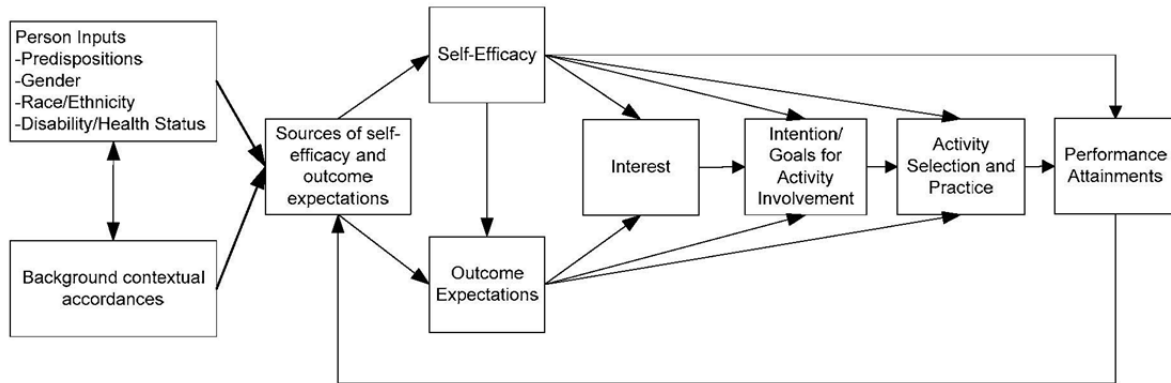 Person Inputs
-Predispositions
-Gender
-Race/Ethnicity
-Disability/Health Status
Background contextual
accordances
Sources of self-
efficacy and
outcome
expectations
Self-Efficacy
Outcome
Expectations
Interest
Intention/
Goals for
Activity
Involvement
Activity
Selection and
Practice
Performance
Attainments